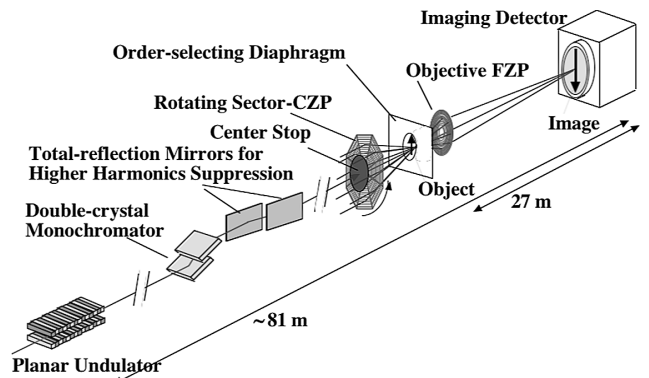 Imaging Detector
Order-selecting Diaphragm
Objective FZP
Rotating Sector-CZP
Center Stop
Image
Total-reflection Mirrors for
Higher Harmonics Suppression
Object
27 m
Double-crystal
Monochromator
~81 m
Planar Undulator